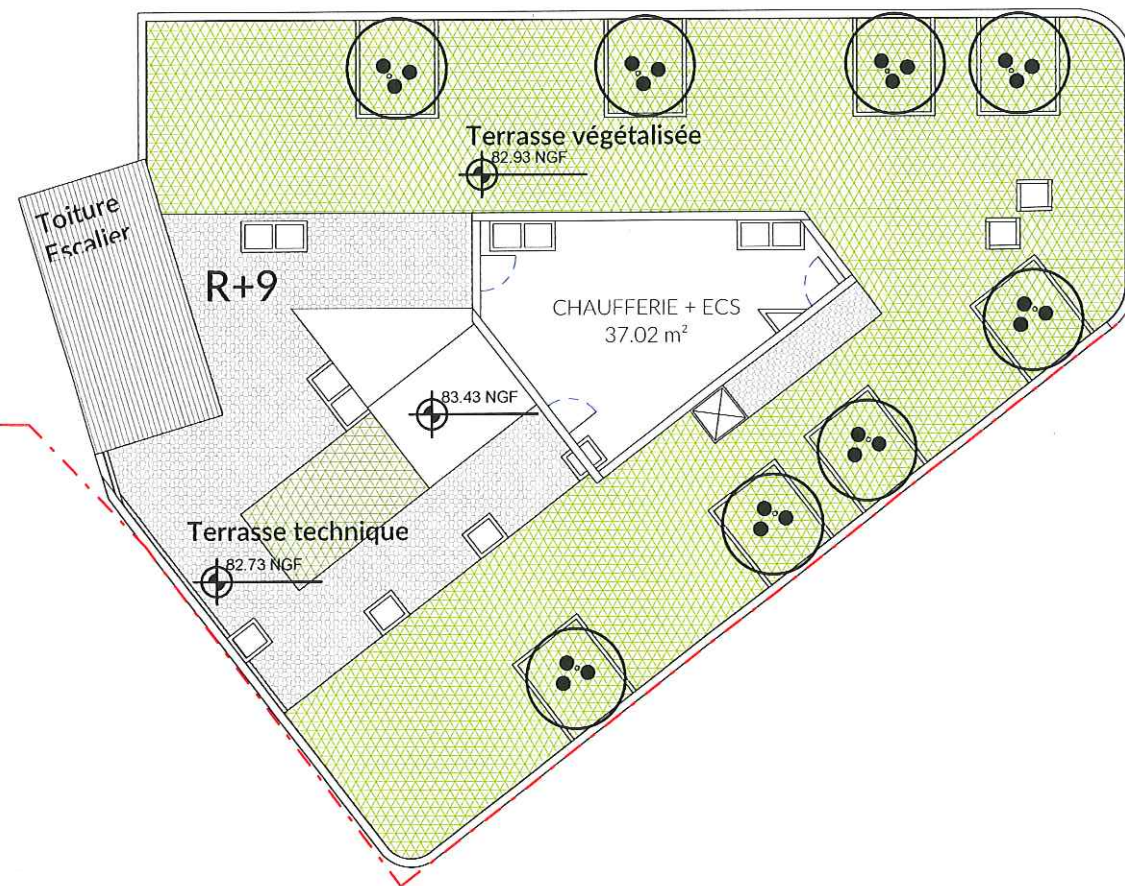 Terrasse végétalisée
82.93 NGF
Toiture
Escalier
R+9
CHAUFFERIE + ECS
37.02 m²
83.43 NGF
Terrasse technique
82.73 NGF